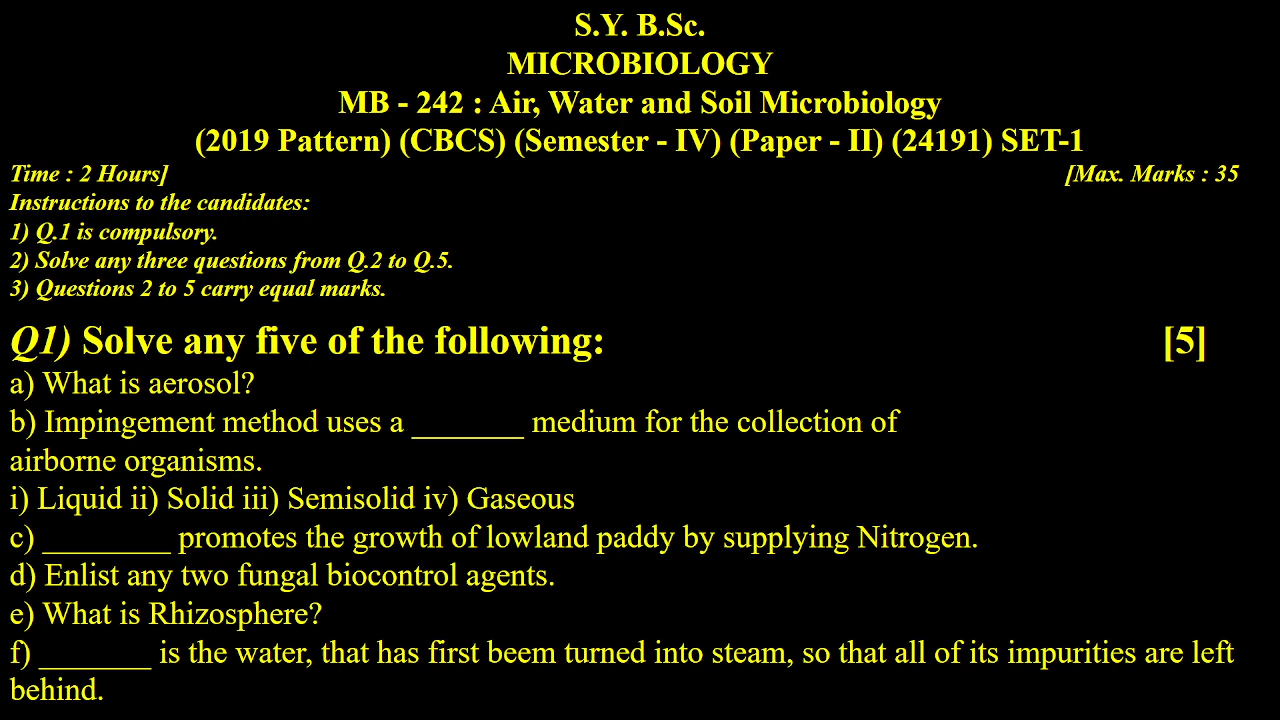 S.Y. B.Sc.
MICROBIOLOGY
MB - 242 : Air, Water and Soil Microbiology
(2019 Pattern) (CBCS) (Semester - IV) (Paper - II) (24191) SET-1
Time : 2 Hours] [Max. Marks : 35
Instructions to the candidates:
1) Q.1 is compulsory.
2) Solve any three questions from Q.2 to Q.5.
3) Questions 2 to 5 carry equal marks.
Q1) Solve any five of the following: [5]
a) What is aerosol?
b) Impingement method uses a _______ medium for the collection of
airborne organisms.
i) Liquid ii) Solid iii) Semisolid iv) Gaseous
c) ________ promotes the growth of lowland paddy by supplying Nitrogen.
d) Enlist any two fungal biocontrol agents.
e) What is Rhizosphere?
f) _______ is the water, that has first beem turned into steam, so that all of its impurities are left
behind.